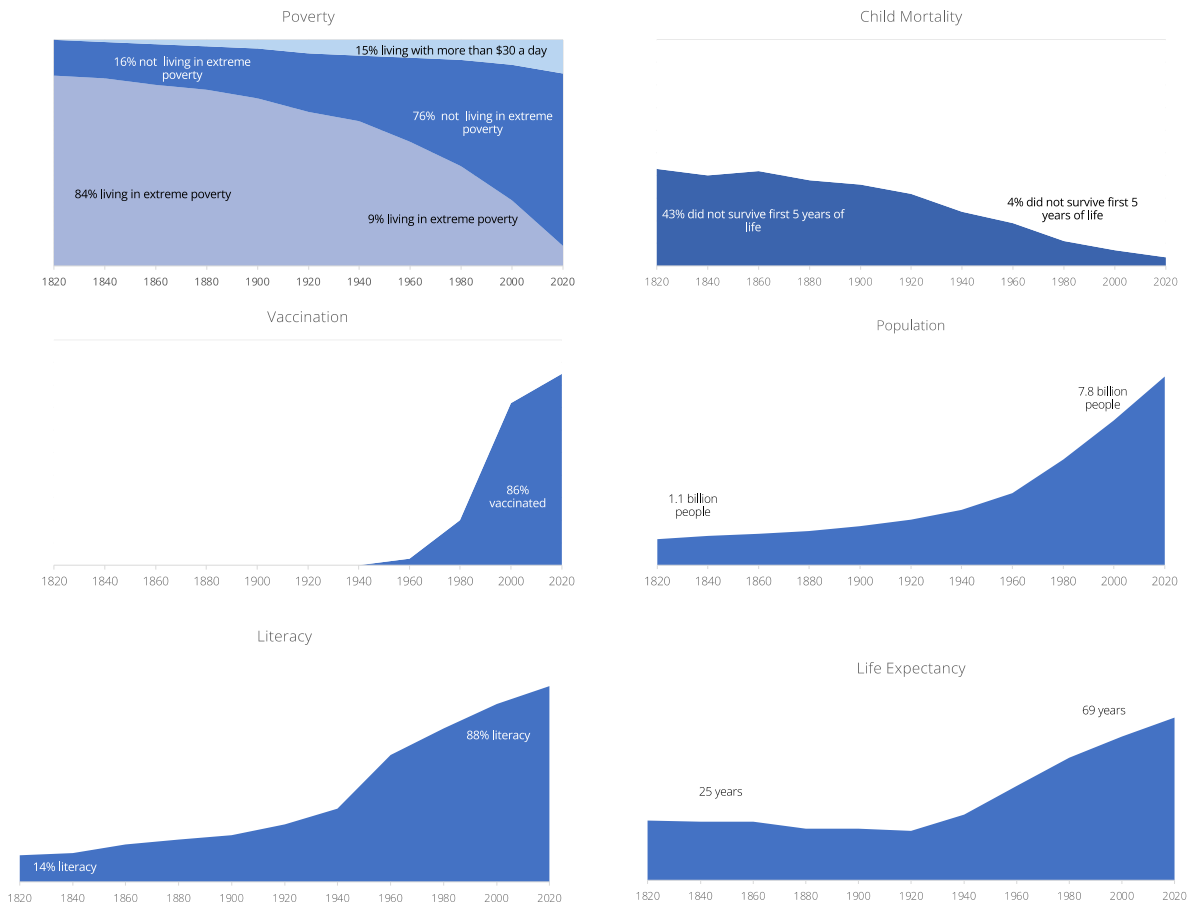 Poverty
15% living with more than $30 a day
16% not living in extreme
poverty
76% not living in extreme
poverty
84% living in extreme poverty
9% living in extreme poverty
1820 1840 1860 1880 1900 1920 1940 1960 1980 2000 2020
Child Mortality
43% did not survive first 5 years of
life
4% did not survive first 5
years of life
1820 1840 1860 1880 1900 1920 1940 1960 1980 2000 2020
Vaccination
86%
vaccinated
1820 1840 1860 1880 1900 1920 1940 1960 1980 2000 2020
Population
7.8 billion
people
1.1 billion
people
1820 1840 1860 1880 1900 1920 1940 1960 1980 2000 2020
Literacy
88% literacy
14% literacy
1820 1840 1860 1880 1900 1920 1940 1960 1980 2000 2020
Life Expectancy
69 years
25 years
1820 1840 1860 1880 1900 1920 1940 1960 1980 2000 2020